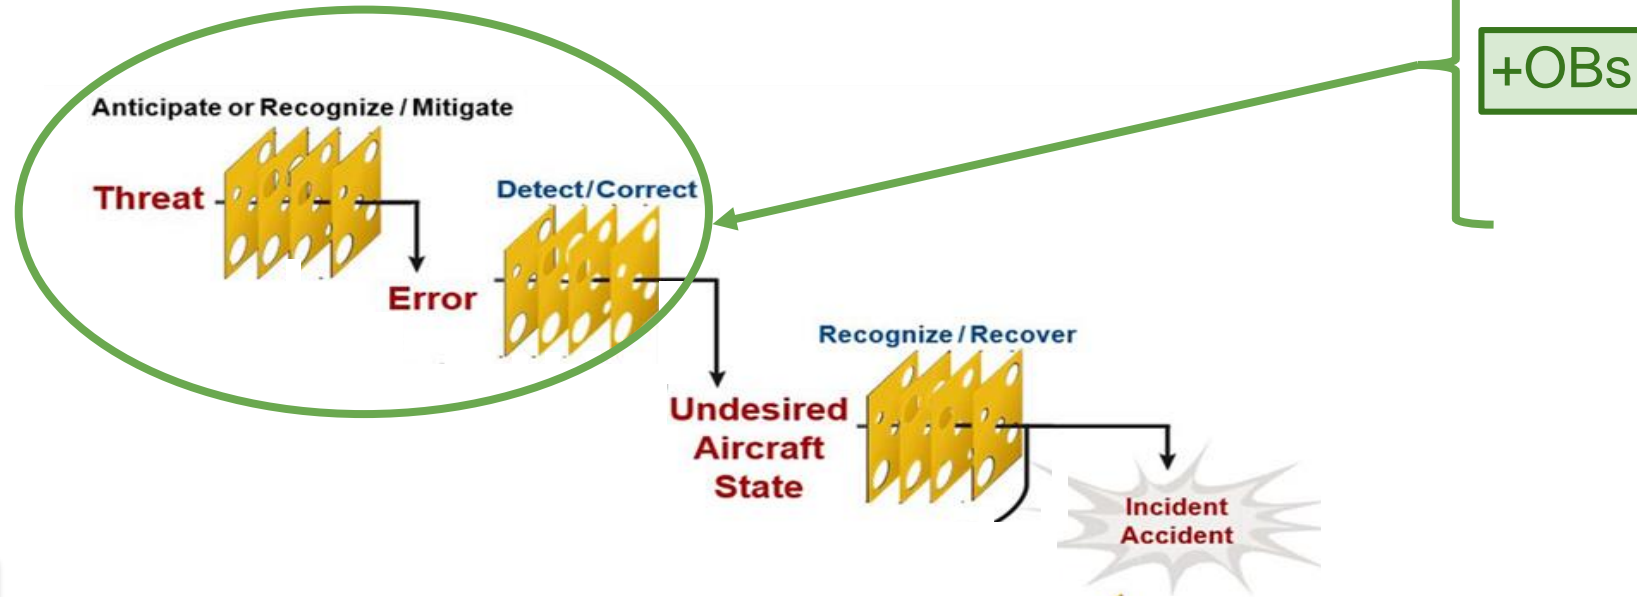 +OBs
Anticipate or Recognize / Mitigate
Threat
Detect/Correct
Error
Recognize / Recover
Undesired
Aircraft
State
Incident
Accident